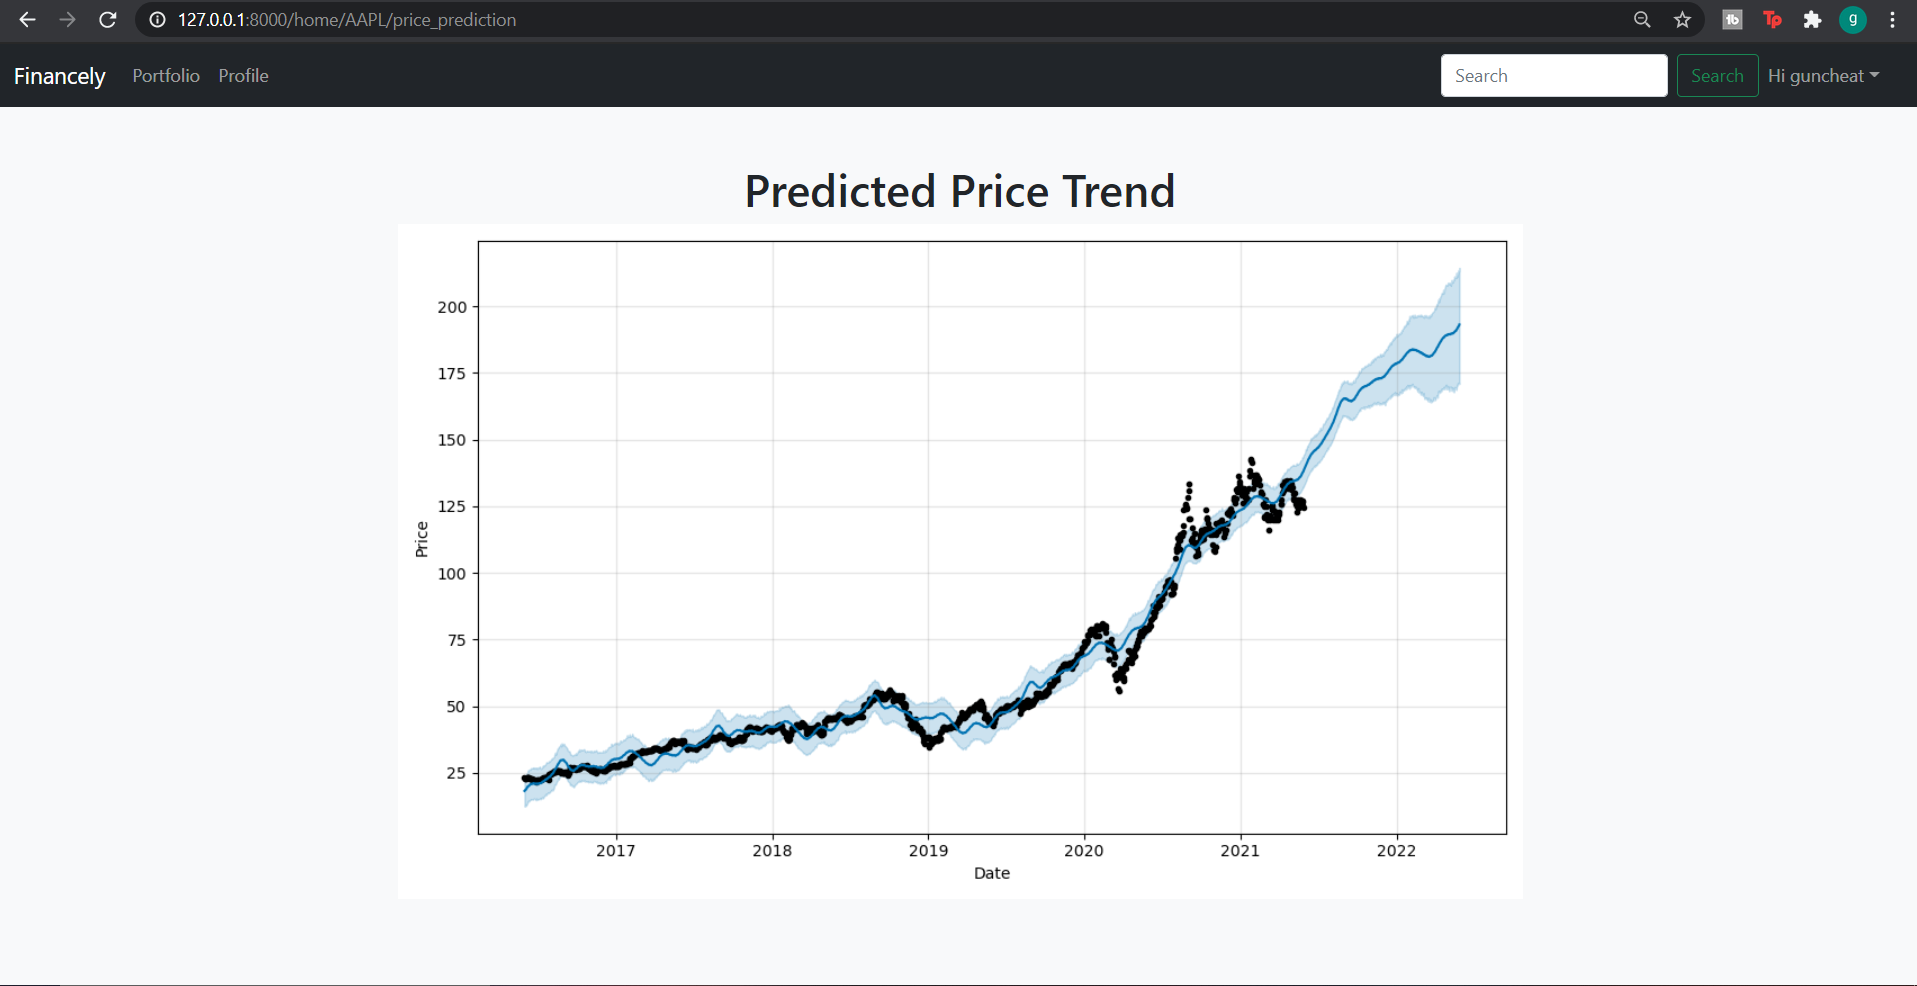 127.0.0.1:8000/home/AAPL/price_prediction
tb
Tp
g
Financely Portfolio Profile Search Search Hi guncheat
Predicted Price Trend
200
175
150
125
100
75
50
25
Price
2017 2018 2019 2020 2021 2022
Date